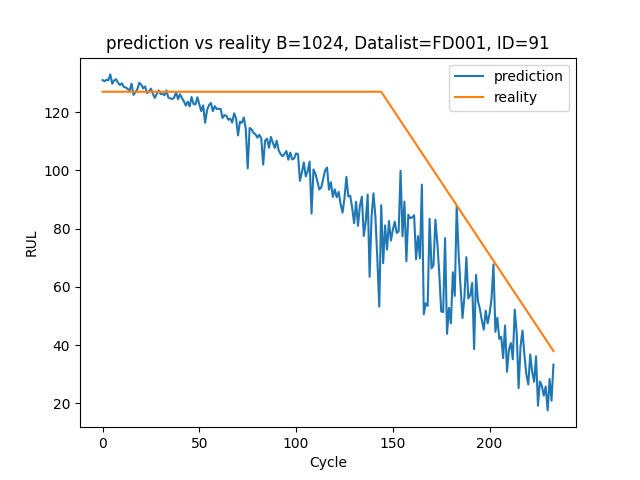 prediction vs reality B=1024, Datalist=FD001, ID=91
prediction
reality
RUL
120
100
80
60
40
20
0
50
100
150
200
Cycle